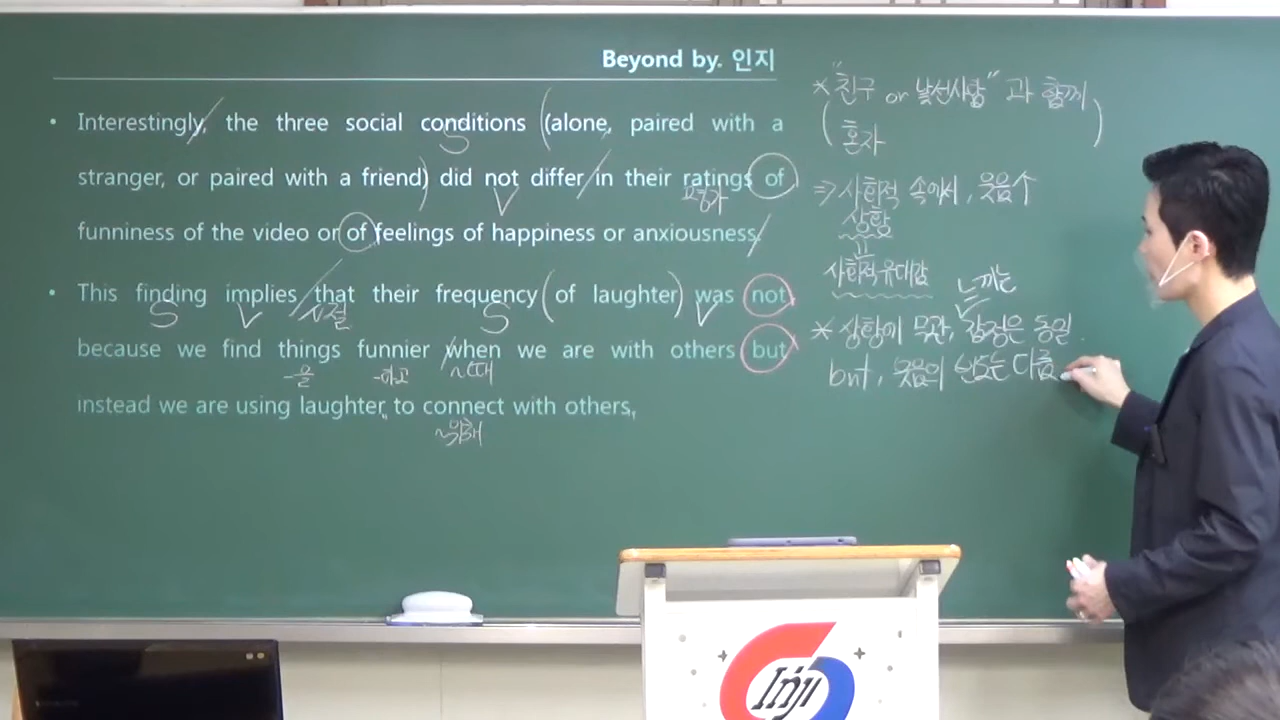 Beyond by. 인지
• Interestingly, the three social conditions (alone, paired with a
stranger, or paired with a friend) did not differ in their ratings of
평가
funniness of the video or of feelings of happiness or anxiousness.
• This finding implies that their frequency (of laughter) was not
S V 사절 S V
because we find things funnier when we are with others but
-을 -하고 ~ㄹ때
instead we are using laughter to connect with others.
~위해
* "친구 or 낯선사람" 과 함께
( 혼자 )
⇒ 사회적 속에서, 웃음↑
상황
사회적유대감
느끼는
* 상황에 무관, 감정은 동일.
but, 웃음의 빈도는 다름
Inji